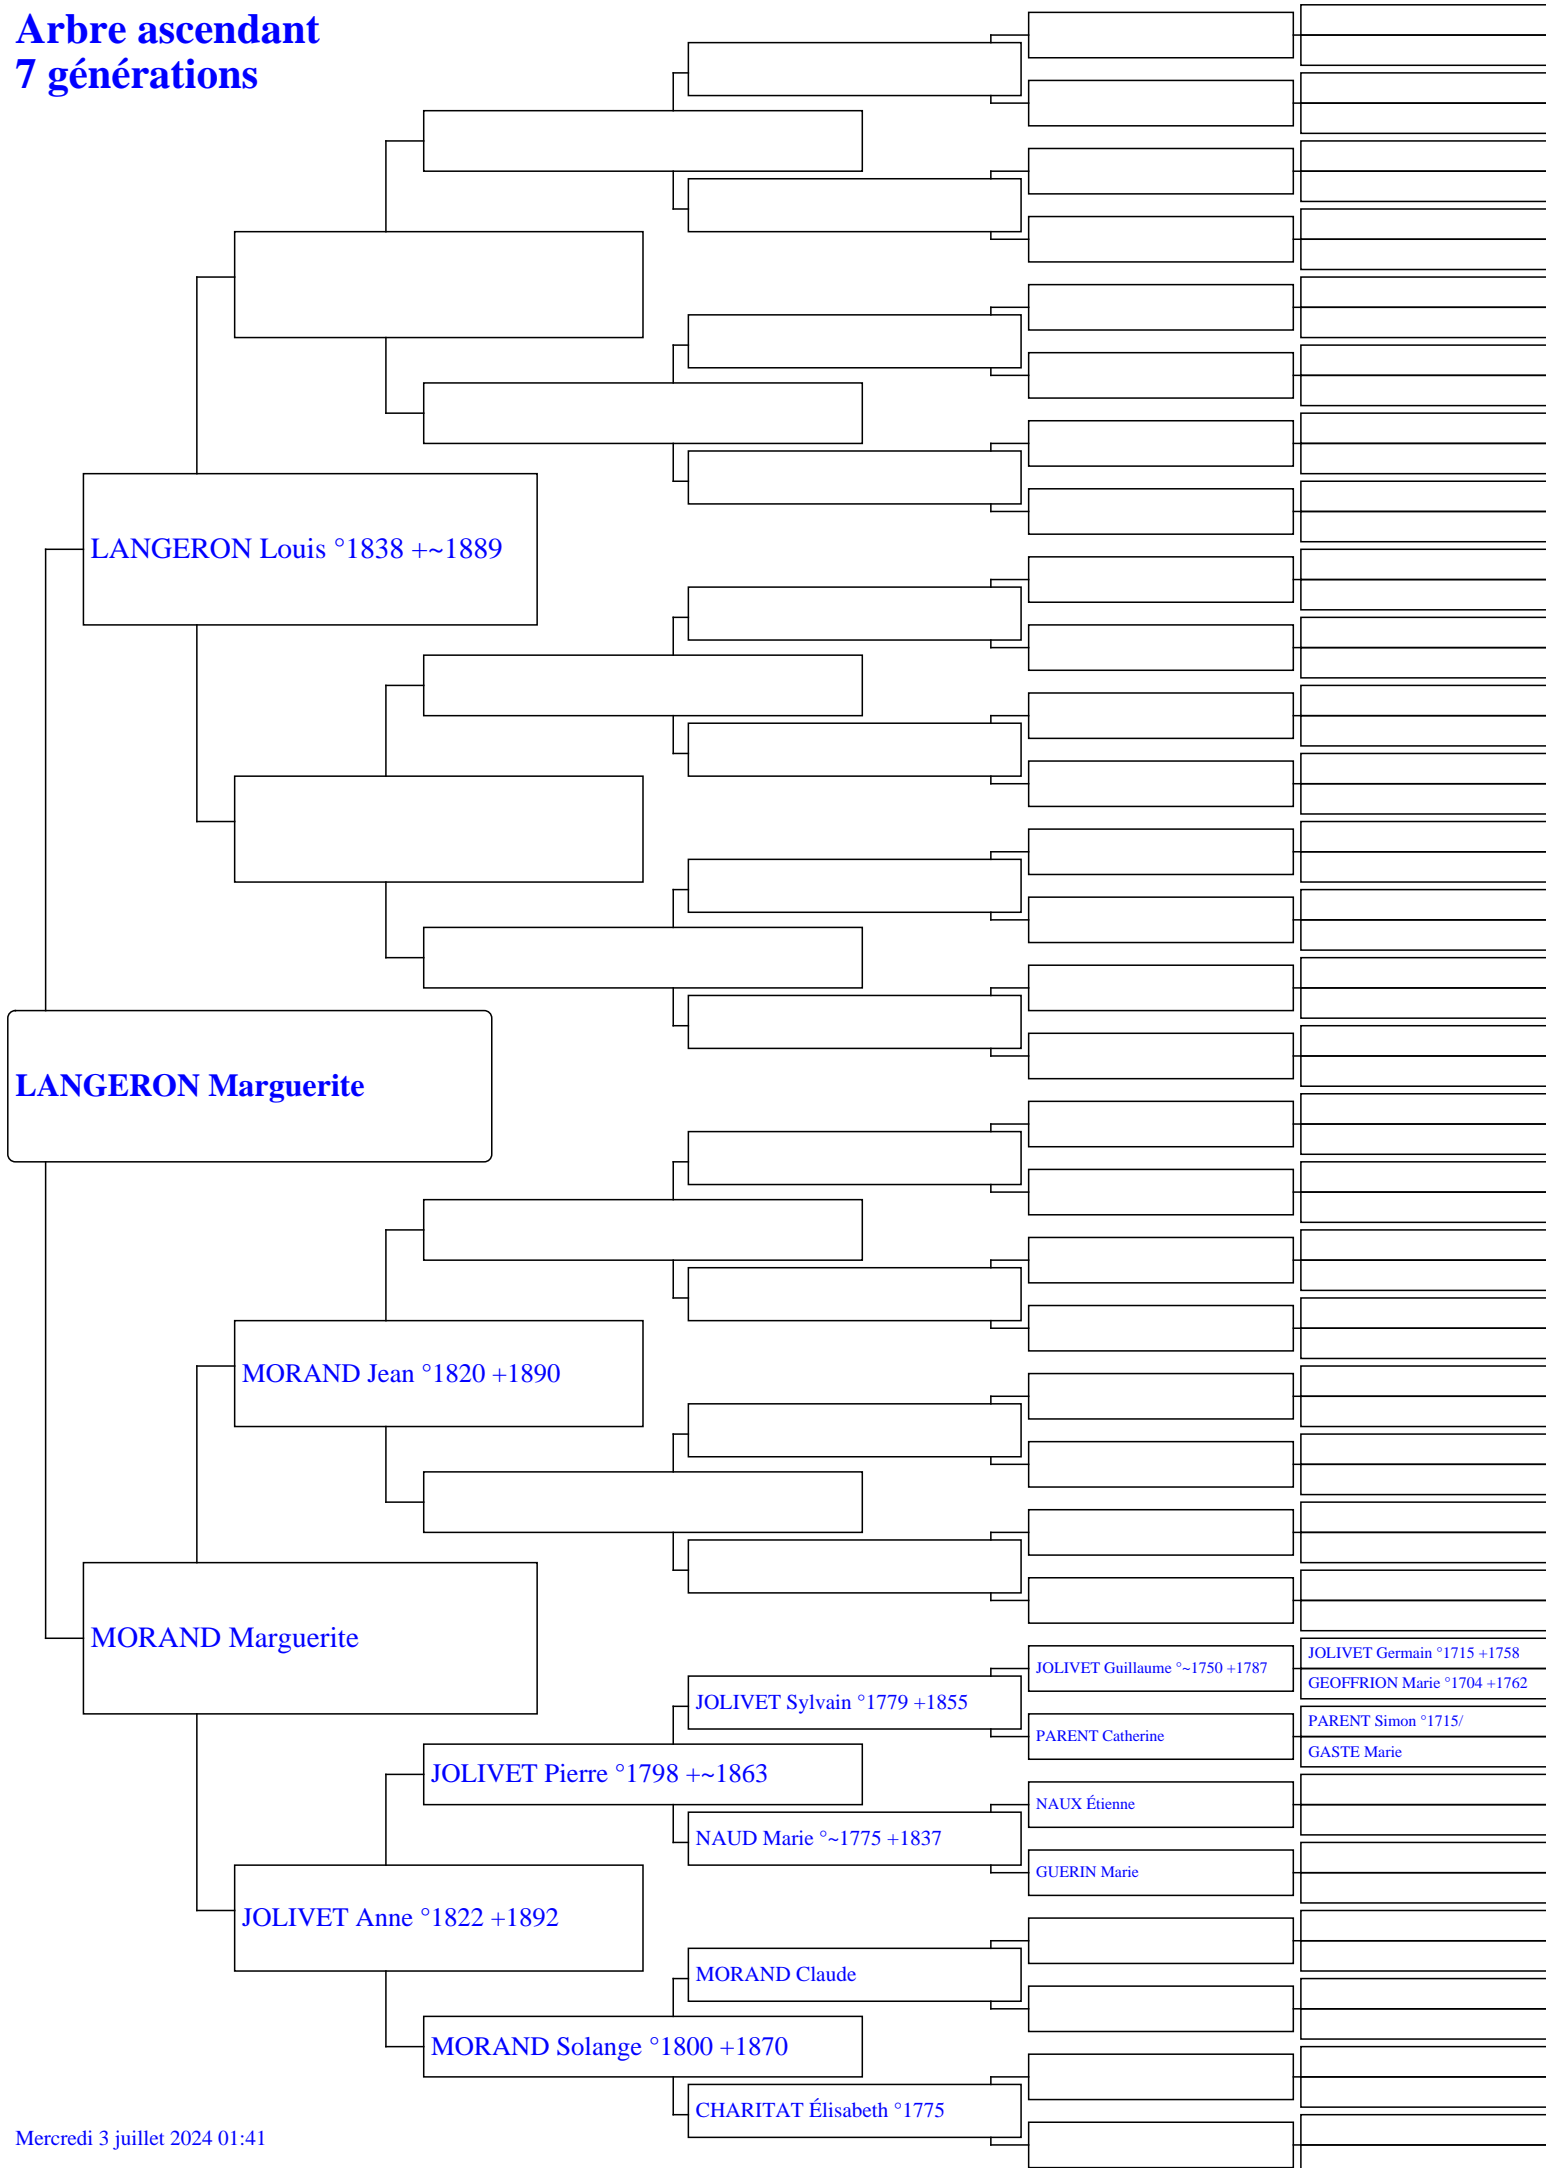 Arbre ascendant
7 générations
LANGERON Louis °1838 +~1889
LANGERON Marguerite
MORAND Jean °1820 +1890
MORAND Marguerite
JOLIVET Guillaume °~1750 +1787
JOLIVET Germain °1715 +1758
GEOFFRION Marie °1704 +1762
JOLIVET Sylvain °1779 +1855
PARENT Catherine
PARENT Simon °1715/
GASTE Marie
JOLIVET Pierre °1798 +~1863
NAUX Étienne
NAUD Marie °~1775 +1837
GUERIN Marie
JOLIVET Anne °1822 +1892
MORAND Claude
MORAND Solange °1800 +1870
CHARITAT Élisabeth °1775
Mercredi 3 juillet 2024 01:41